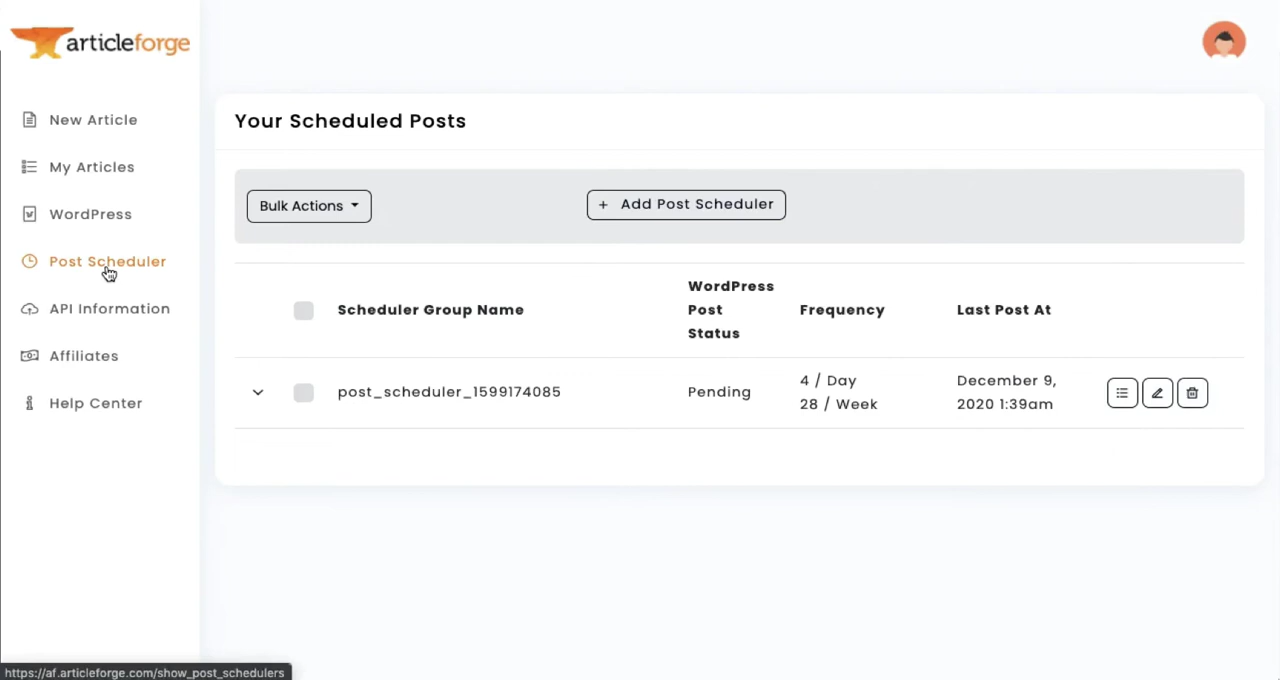 articleforge
New Article
My Articles
WordPress
Post Scheduler
API Information
Affiliates
Help Center
Your Scheduled Posts
Bulk Actions
+ Add Post Scheduler
Scheduler Group Name
WordPress
Post
Status
Frequency
Last Post At
post_scheduler_1599174085
Pending
4 / Day
28 / Week
December 9,
2020 1:39am
https://af.articleforge.com/show_post_schedulers